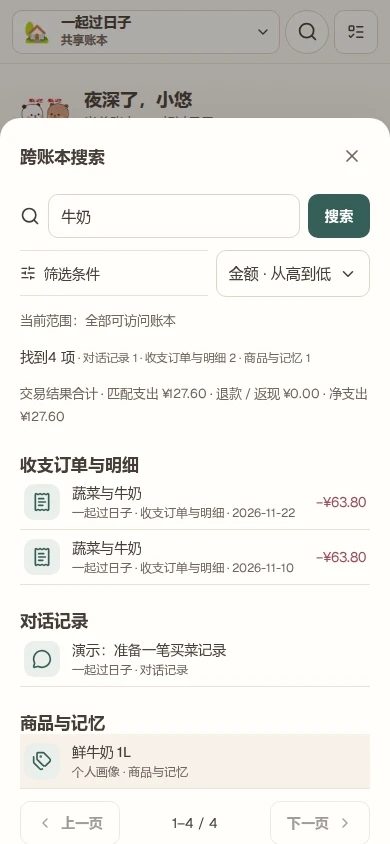 一起过日子
共享账本
夜深了，小悠
跨账本搜索
牛奶
搜索
筛选条件
金额 · 从高到低
当前范围：全部可访问账本
找到4 项 · 对话记录 1 · 收支订单与明细 2 · 商品与记忆 1
交易结果合计 · 匹配支出 ¥127.60 · 退款 / 返现 ¥0.00 · 净支出
¥127.60
收支订单与明细
蔬菜与牛奶
一起过日子 · 收支订单与明细 · 2026-11-22
−¥63.80
蔬菜与牛奶
一起过日子 · 收支订单与明细 · 2026-11-10
−¥63.80
对话记录
演示：准备一笔买菜记录
一起过日子 · 对话记录
商品与记忆
鲜牛奶 1L
个人画像 · 商品与记忆
上一页
1–4 / 4
下一页